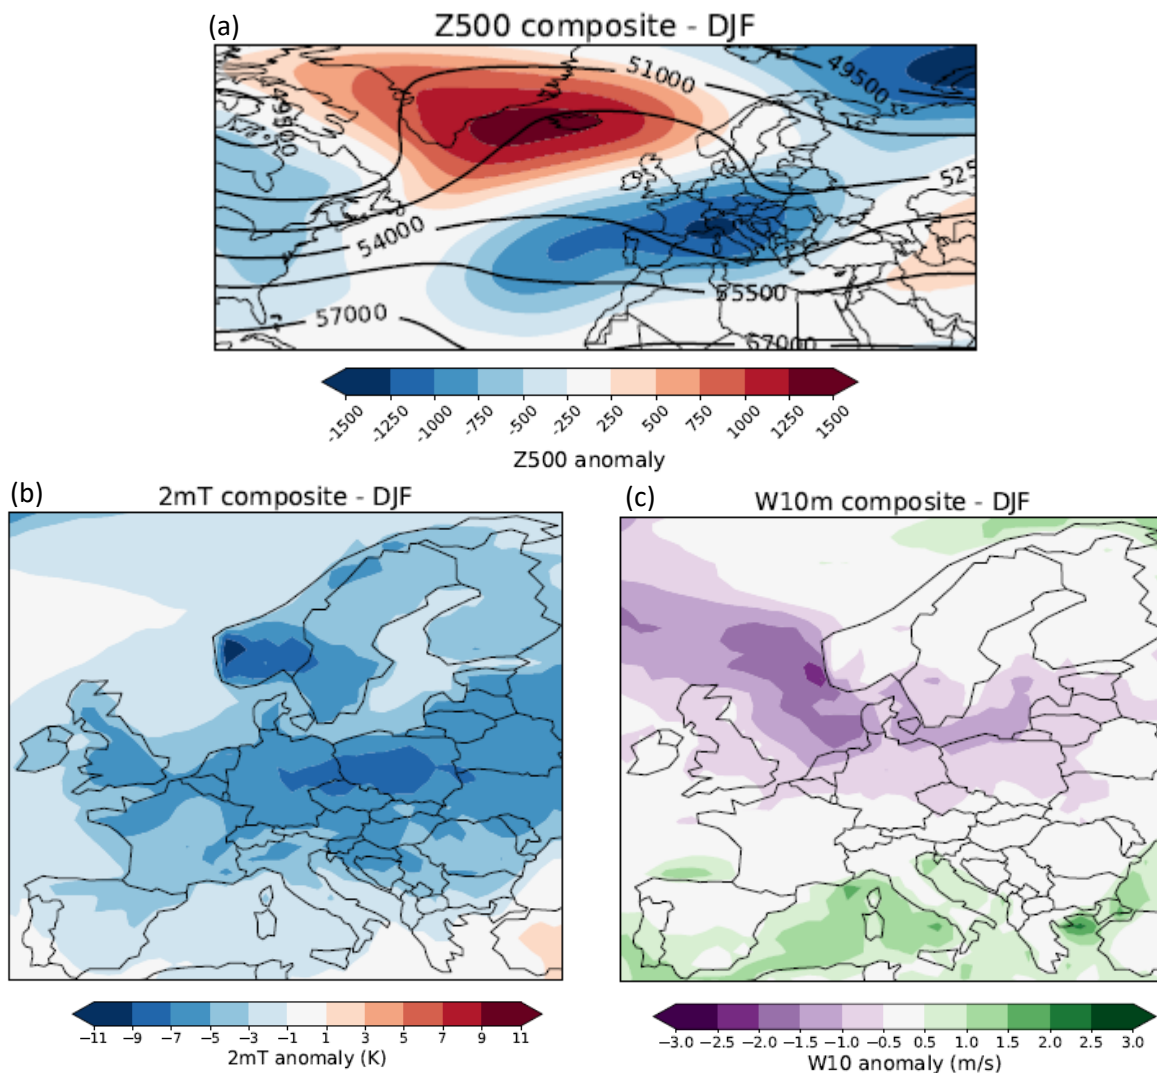 (a)
Z500 composite - DJF
51000
49500
49500
525
54000
55500
57000
57000
-1500
-1250
-1000
-750
-500
-250
250
500
750
1000
1250
1500
Z500 anomaly
(b)
2mT composite - DJF
(c)
W10m composite - DJF
−11 −9 −7 −5 −3 −1 1 3 5 7 9 11
2mT anomaly (K)
−3.0 −2.5 −2.0 −1.5 −1.0 −0.5 0.5 1.0 1.5 2.0 2.5 3.0
W10 anomaly (m/s)